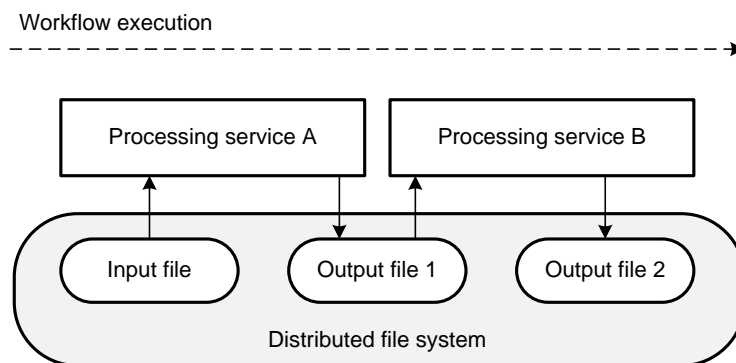 Workflow execution
Processing service A
Processing service B
Input file
Output file 1
Output file 2
Distributed file system